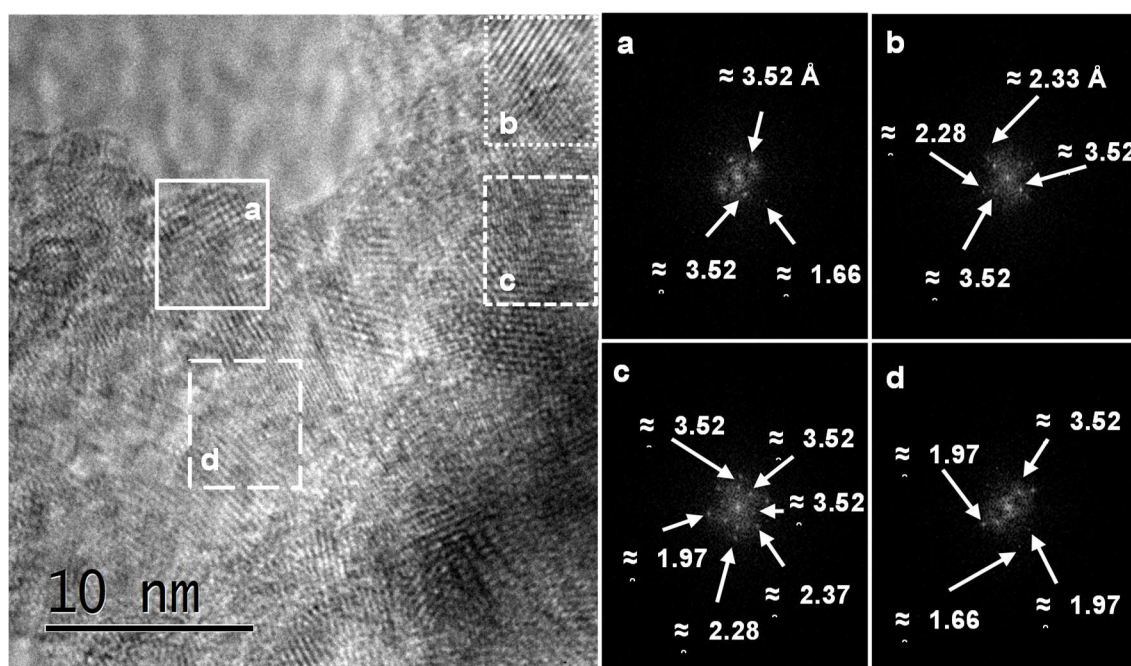 a
b
c
d
10 nm
a
≈ 3.52 Å
≈ 3.52
≈ 1.66
b
≈ 2.33 Å
≈ 2.28
≈ 3.52
≈ 3.52
c
≈ 3.52
≈ 3.52
≈ 3.52
≈ 1.97
≈ 2.37
≈ 2.28
d
≈ 3.52
≈ 1.97
≈ 1.66
≈ 1.97